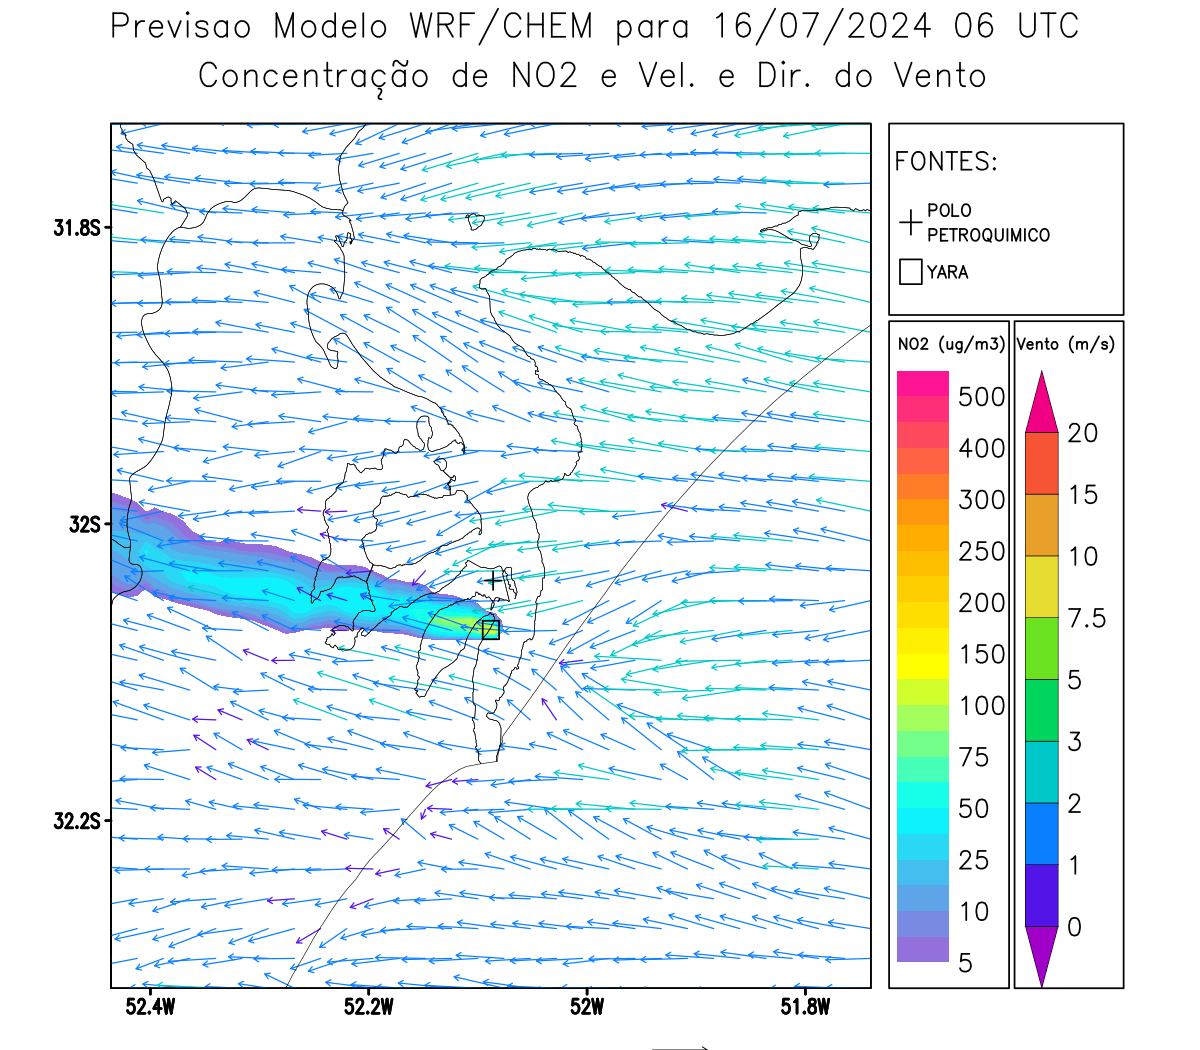 Previsao Modelo WRF/CHEM para 16/07/2024 06 UTC
Concentração de NO2 e Vel. e Dir. do Vento
FONTES:
POLO
PETROQUIMICO
YARA
NO2 (ug/m3)
500
400
300
250
200
150
100
75
50
25
10
5
Vento (m/s)
20
15
10
7.5
5
3
2
1
0
31.8S
32S
32.2S
52.4W
52.2W
52W
51.8W